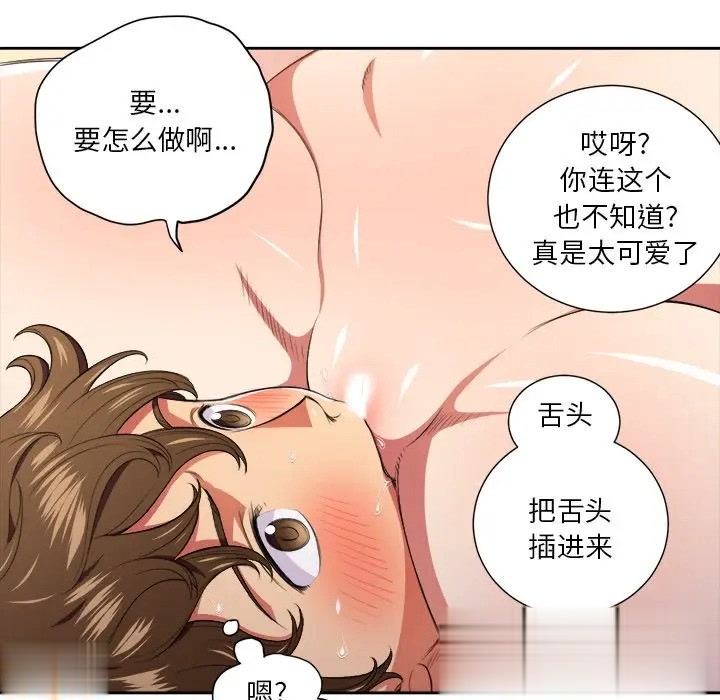 要...
要怎么做啊...
哎呀?
你连这个
也不知道?
真是太可爱了
舌头
把舌头
插进来
嗯?